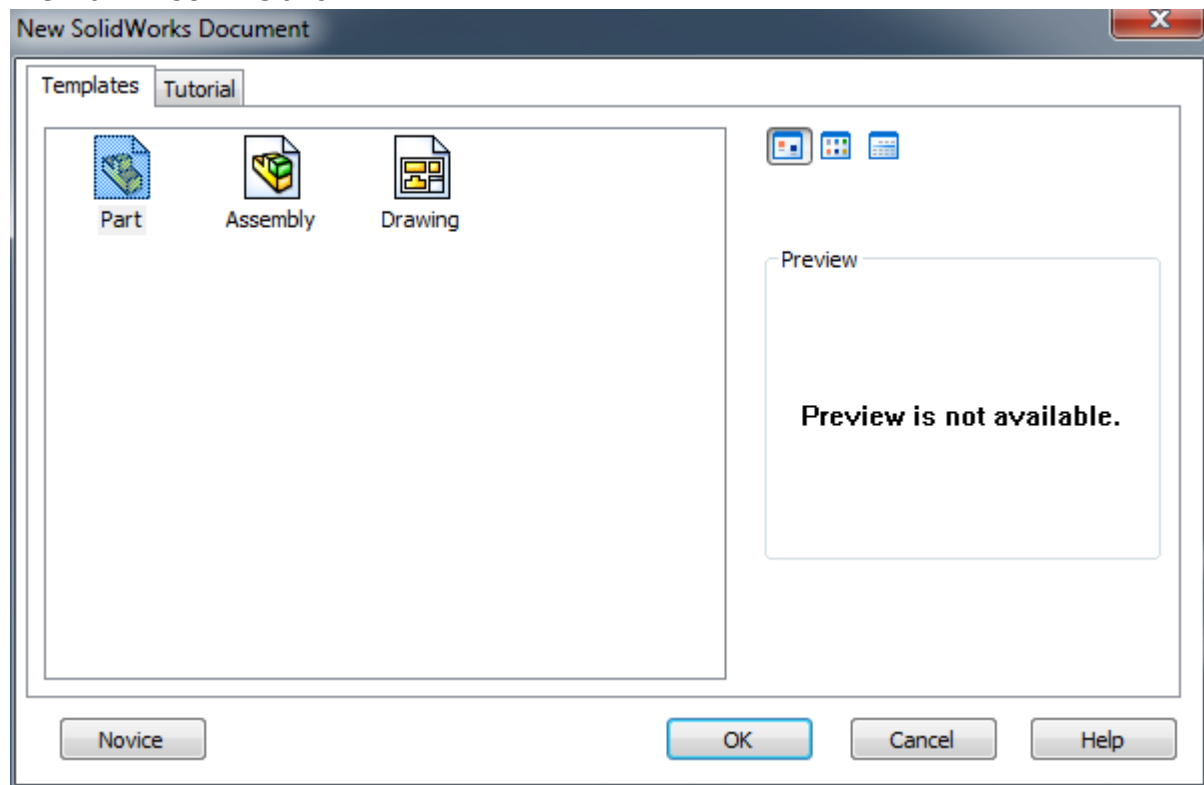 New SolidWorks Document
Templates Tutorial
Part Assembly Drawing
Preview
Preview is not available.
Novice OK Cancel Help